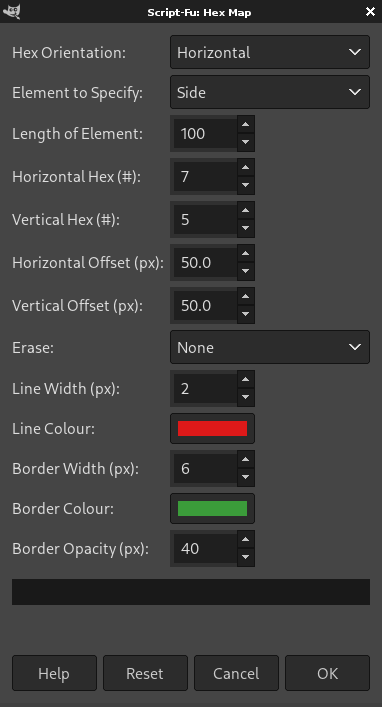 Script-Fu: Hex Map
Hex Orientation: Horizontal
Element to Specify: Side
Length of Element: 100
Horizontal Hex (#): 7
Vertical Hex (#): 5
Horizontal Offset (px): 50.0
Vertical Offset (px): 50.0
Erase: None
Line Width (px): 2
Line Colour:
Border Width (px): 6
Border Colour:
Border Opacity (px): 40
Help Reset Cancel OK